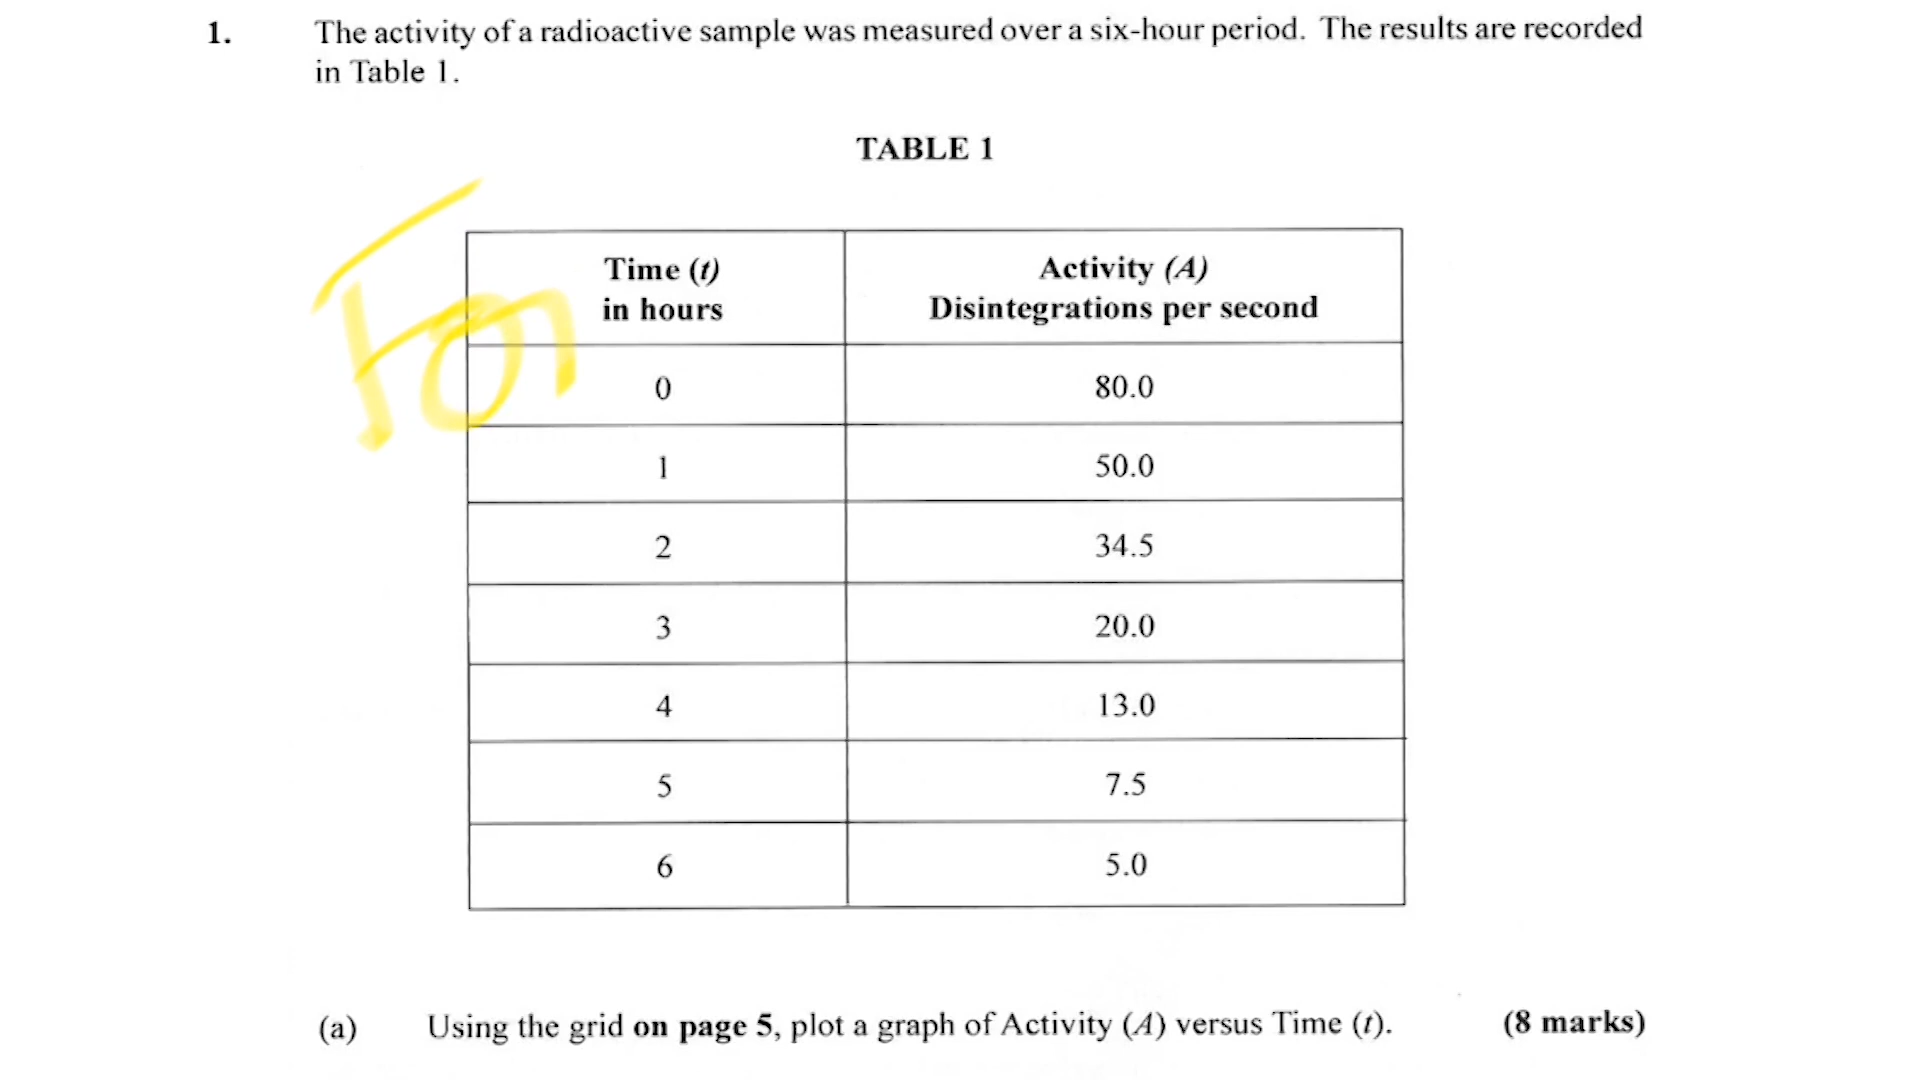 1. The activity of a radioactive sample was measured over a six-hour period. The results are recorded
in Table 1.
TABLE 1
Time (t)
in hours
Activity (A)
Disintegrations per second
0 80.0
1 50.0
2 34.5
3 20.0
4 13.0
5 7.5
6 5.0
For
(a) Using the grid on page 5, plot a graph of Activity (A) versus Time (t). (8 marks)